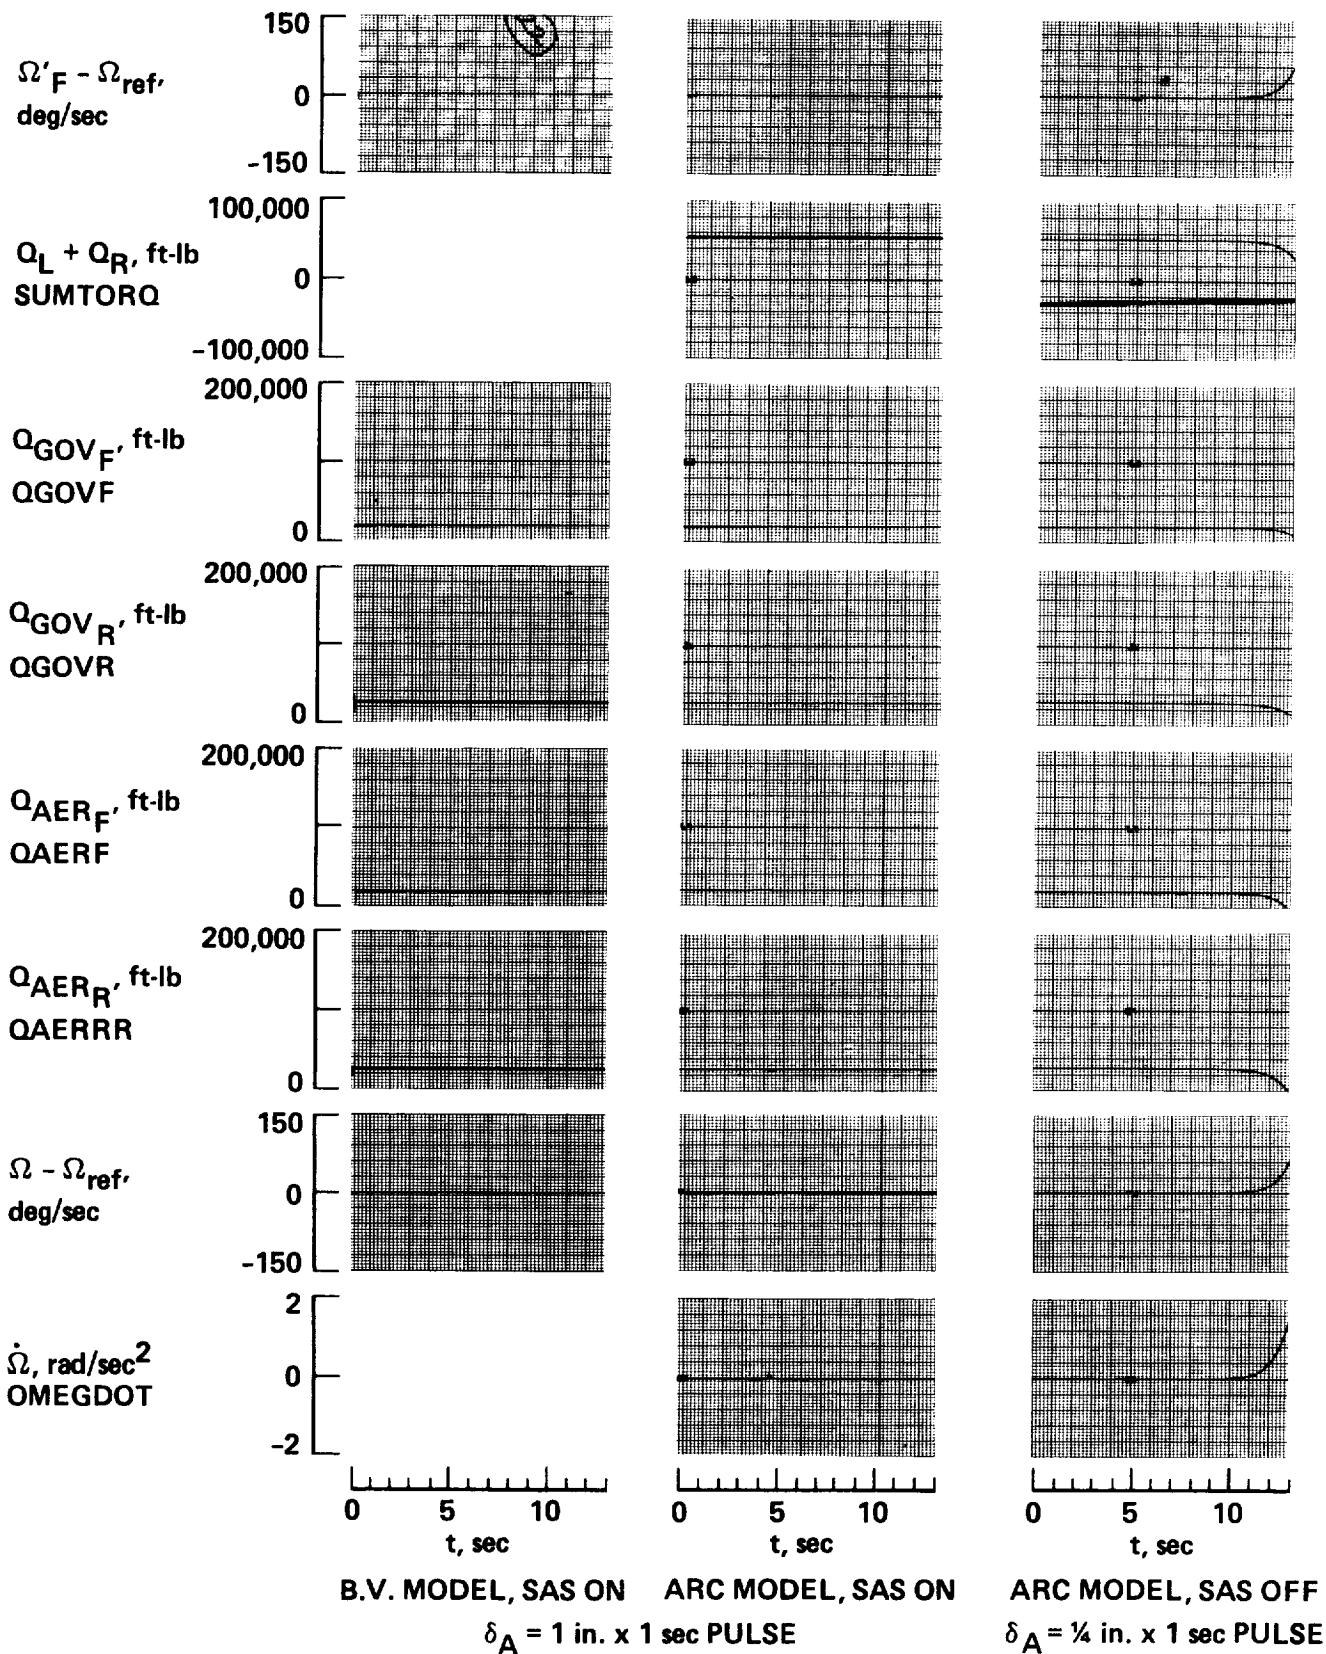 150
Ω'F - Ωref,
0
deg/sec
-150
100,000
QL + QR, ft-lb
0
SUMTORQ
-100,000
200,000
QGOVF, ft-lb
QGOVF
0
200,000
QGOVR, ft-lb
QGOVR
0
200,000
QAERF, ft-lb
QAERF
0
200,000
QAERR, ft-lb
QAERRR
0
150
Ω - Ωref,
0
deg/sec
-150
2
Ω̇, rad/sec²
0
OMEGDOT
-2
0 5 10 0 5 10 0 5 10
t, sec t, sec t, sec
B.V. MODEL, SAS ON ARC MODEL, SAS ON ARC MODEL, SAS OFF
δA = 1 in. x 1 sec PULSE δA = ¼ in. x 1 sec PULSE